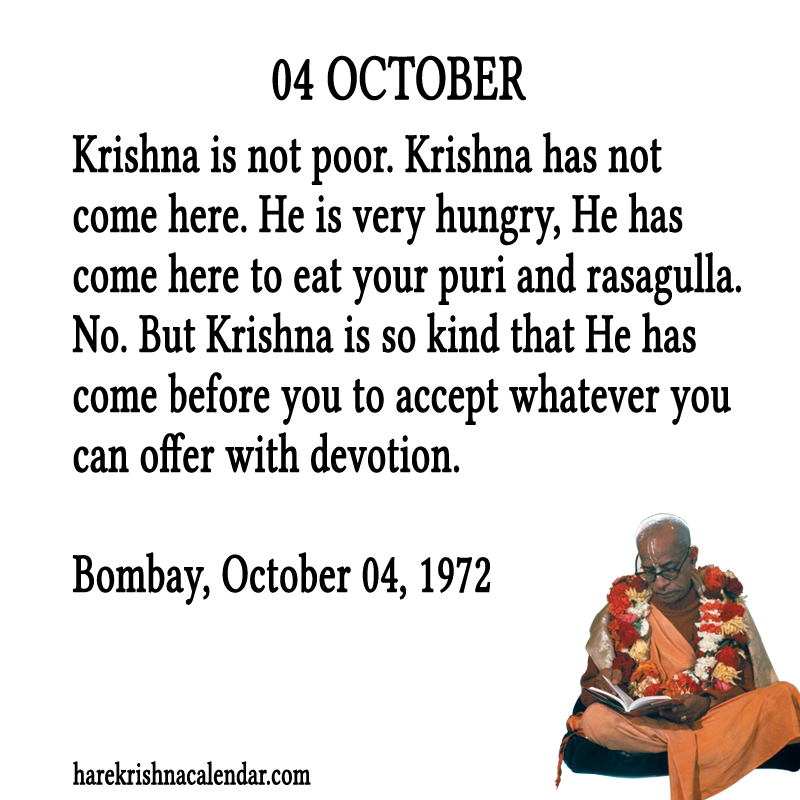 04 OCTOBER
Krishna is not poor. Krishna has not
come here. He is very hungry, He has
come here to eat your puri and rasagulla.
No. But Krishna is so kind that He has
come before you to accept whatever you
can offer with devotion.
Bombay, October 04, 1972
harekrishnacalendar.com